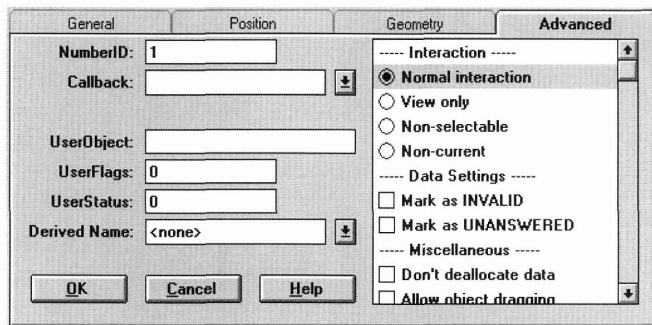 General Position Geometry Advanced
NumberID: 1
Callback:
UserObject:
UserFlags: 0
UserStatus: 0
Derived Name: <none>
OK Cancel Help
----- Interaction -----
Normal interaction
View only
Non-selectable
Non-current
----- Data Settings -----
Mark as INVALID
Mark as UNANSWERED
----- Miscellaneous -----
Don't deallocate data
Allow object dragging